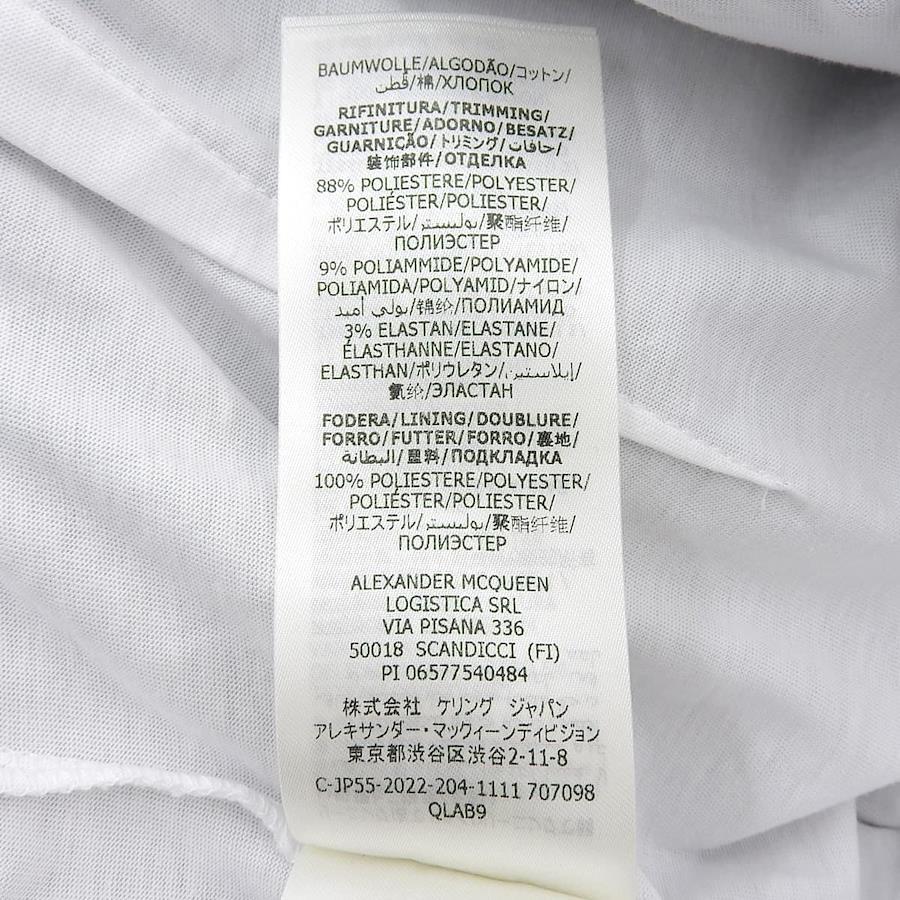 BAUMWOLLE/ALGODÃO/コットン/
قطن/棉/ХЛОПОК
RIFINITURA/TRIMMING/
GARNITURE/ADORNO/BESATZ/
GUARNIÇÃO/トリミング/حافات/
装饰部件/ОТДЕЛКА
88% POLIESTERE/POLYESTER/
POLIÉSTER/POLIESTER/
ポリエステル/بوليستر/聚酯纤维/
ПОЛИЭСТЕР
9% POLIAMMIDE/POLYAMIDE/
POLIAMIDA/POLYAMID/ナイロン/
بولي أميد/锦纶/ПОЛИАМИД
3% ELASTAN/ELASTANE/
ÉLASTHANNE/ELASTANO/
ELASTHAN/ポリウレタン/إيلاستين/
氨纶/ЭЛАСТАН
FODERA/LINING/DOUBLURE/
FORRO/FUTTER/FORRO/裏地/
البطانة/里料/ПОДКЛАДКА
100% POLIESTERE/POLYESTER/
POLIÉSTER/POLIESTER/
ポリエステル/بوليستر/聚酯纤维/
ПОЛИЭСТЕР
ALEXANDER MCQUEEN
LOGISTICA SRL
VIA PISANA 336
50018 SCANDICCI (FI)
PI 06577540484
株式会社 ケリング ジャパン
アレキサンダー・マックィーンディビジョン
東京都渋谷区渋谷2-11-8
C-JP55-2022-204-1111 707098
QLAB9